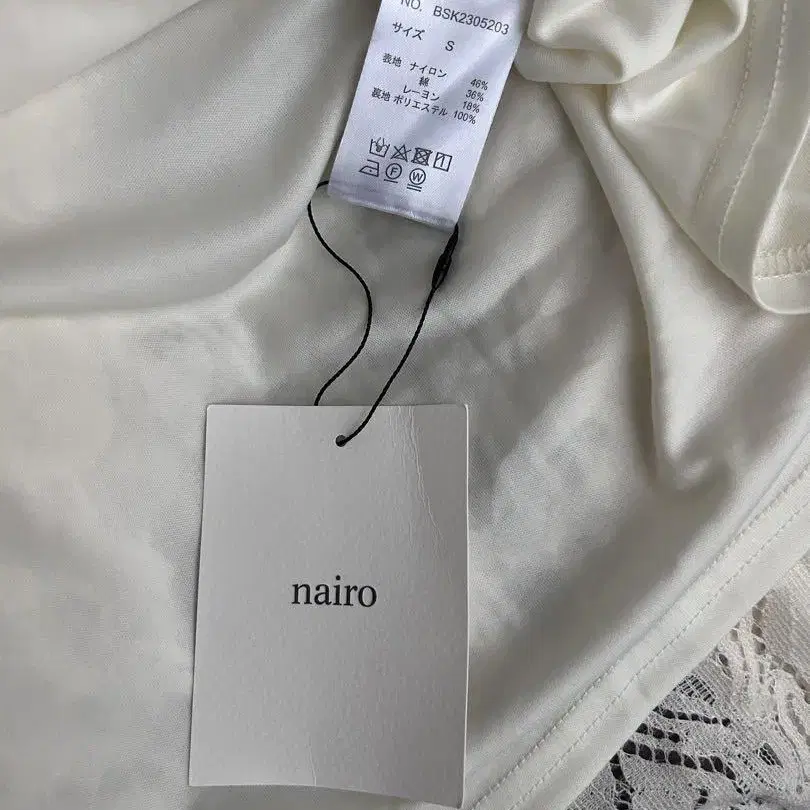 NO. BSK2305203
サイズ S
表地 ナイロン 46%
綿 36%
レーヨン 18%
裏地 ポリエステル 100%
F W
nairo